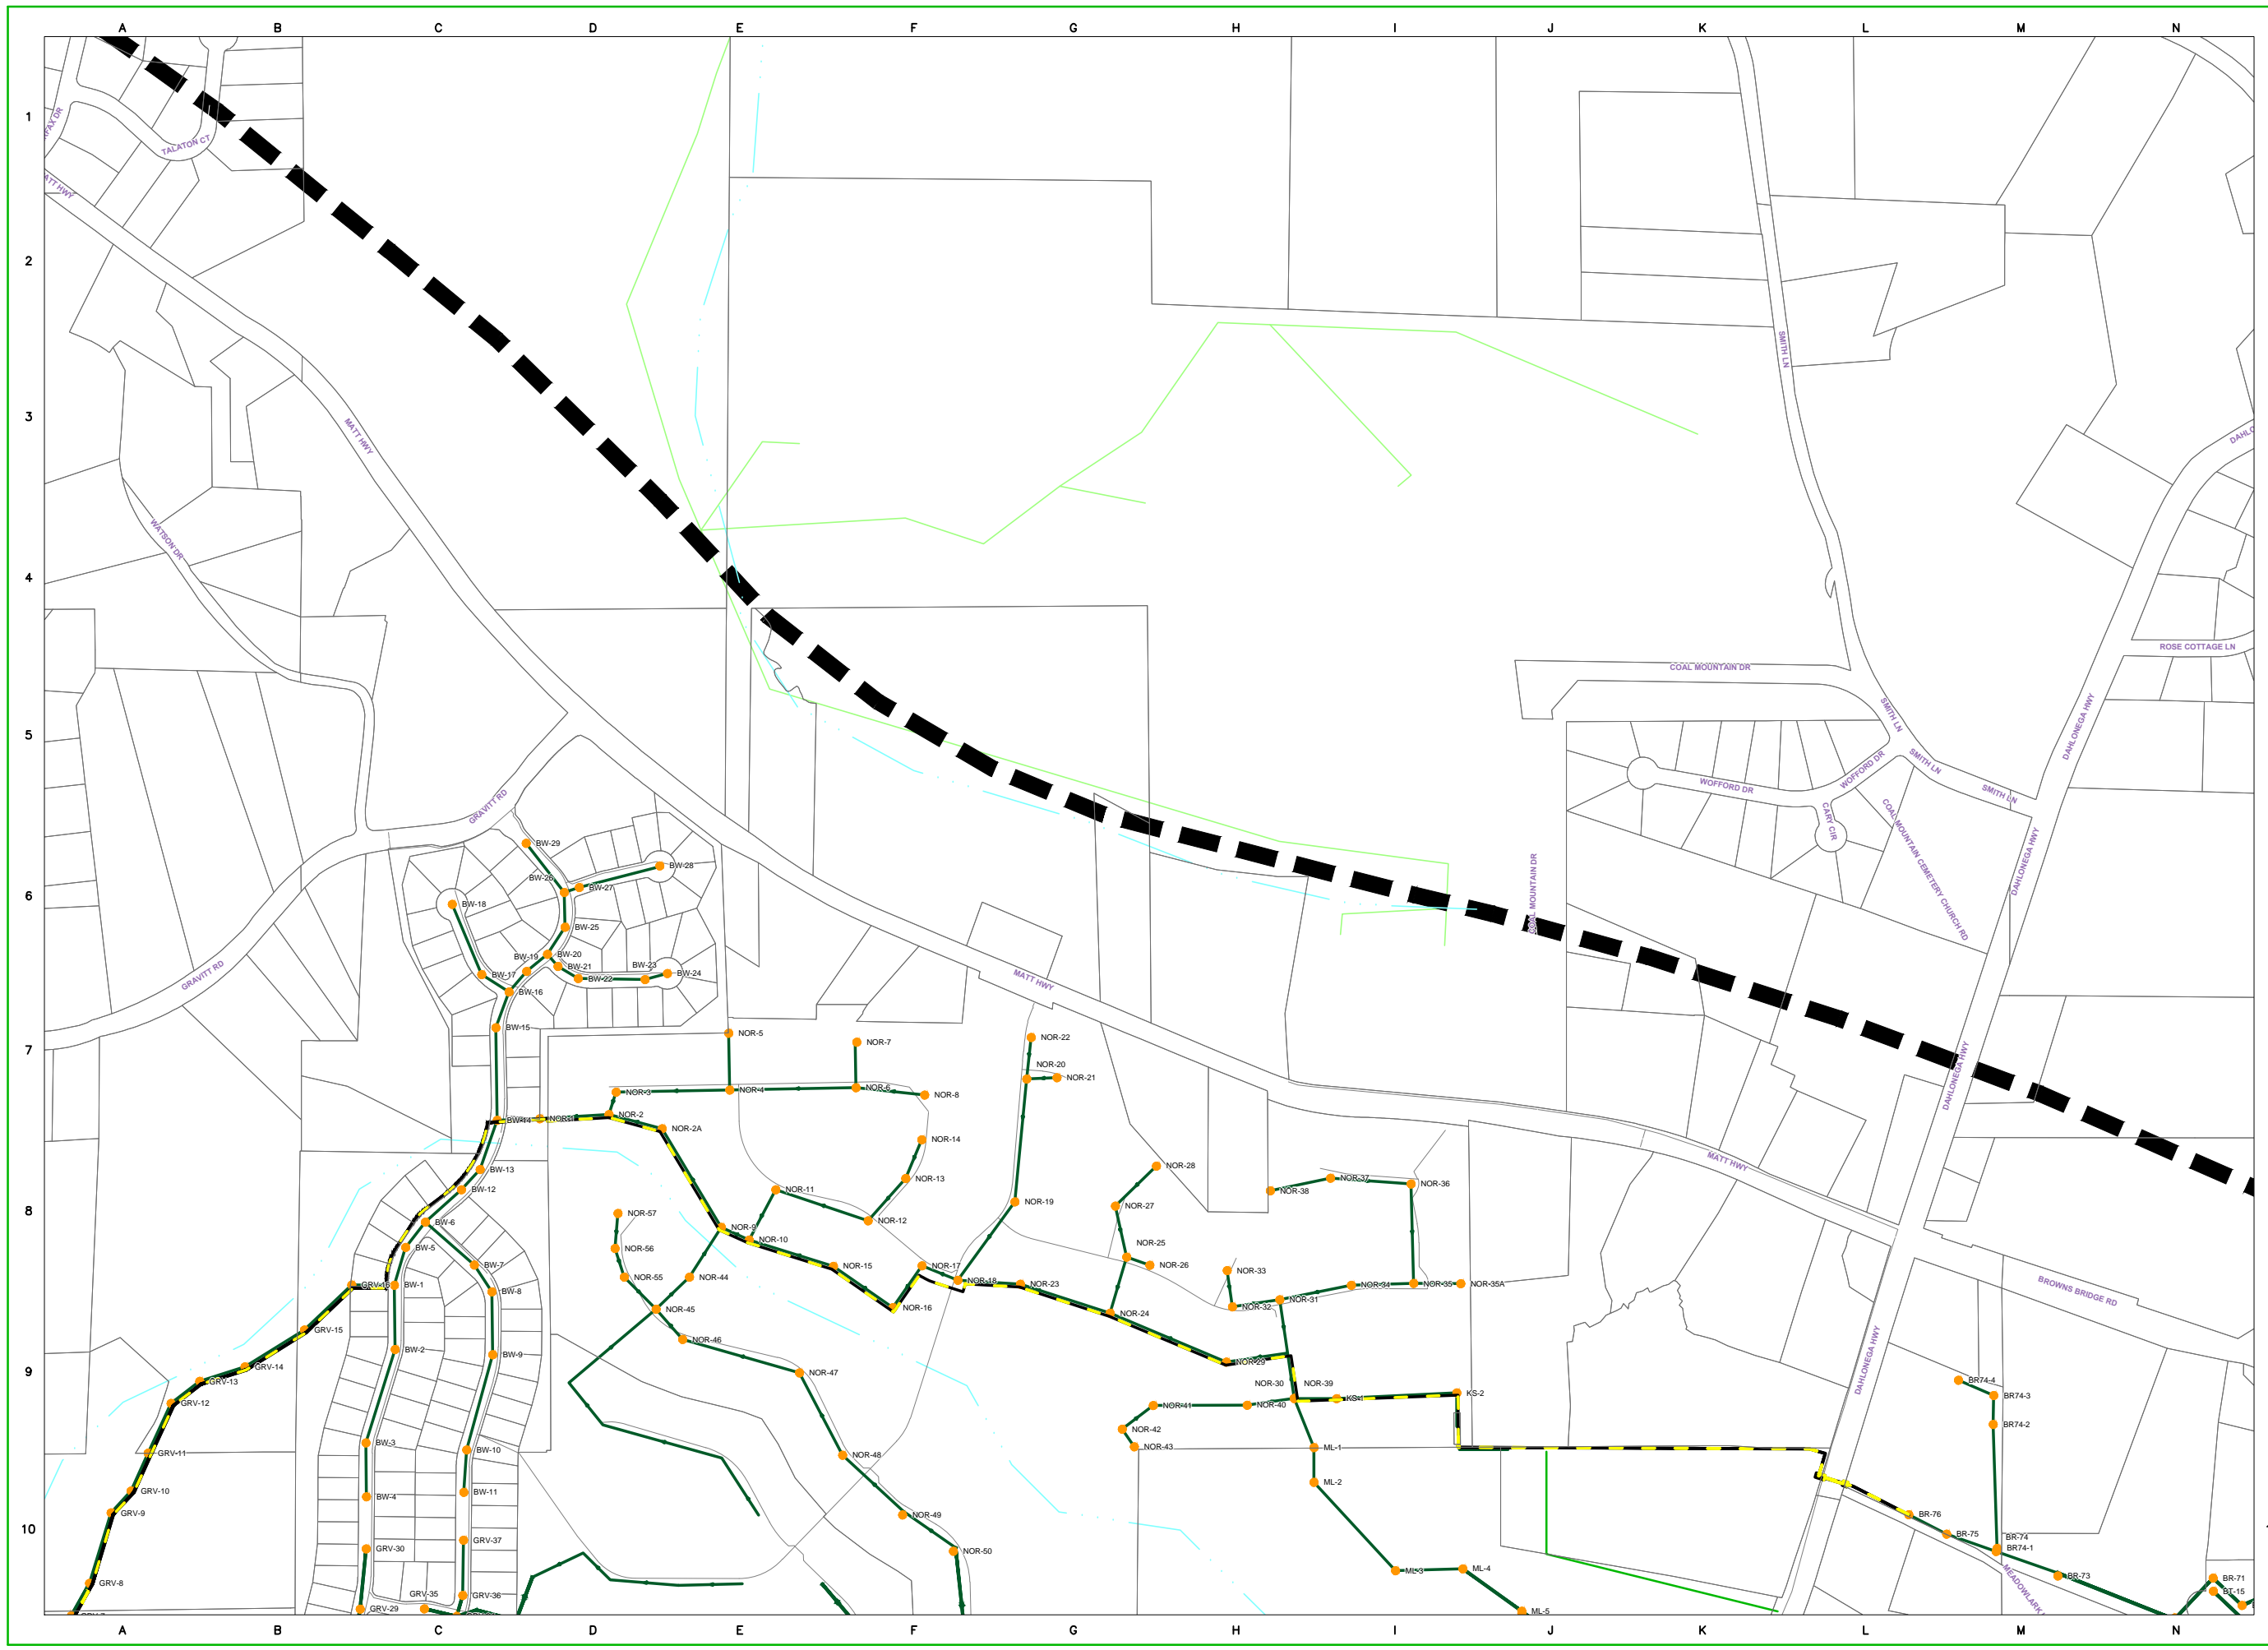 A B C D E F G H I J K L M N
1
TALATON CT
2
SMITH LN
3
MATT HWY
WATSON DR
4
ROSE COTTAGE LN
COAL MOUNTAIN DR
SMITH LN
DAHLONEGA HWY
5
SMITH LN
WOFFORD DR
WOFFORD DR
SMITH LN
GRAVITT RD
CARY CIR
COAL MOUNTAIN CEMETERY CHURCH RD
BW-29
DAHLONEGA HWY
BW-28
BW-27
BW-26
COAL MOUNTAIN DR
6
BW-18
BW-25
BW-20
BW-19
BW-21
BW-23
BW-24
BW-17
BW-22
GRAVITT RD
MATT HWY
BW-16
BW-15
NOR-5
NOR-22
NOR-7
7
NOR-20
NOR-21
DAHLONEGA HWY
NOR-3
NOR-4
NOR-6
NOR-8
NOR-2
BW-14
NOR-2A
NOR-14
MATT HWY
NOR-28
BW-13
NOR-13
NOR-37
NOR-36
NOR-38
BW-12
NOR-11
NOR-19
NOR-27
8
NOR-57
NOR-12
BW-6
NOR-9
NOR-10
BW-5
NOR-56
NOR-25
BW-7
NOR-15
NOR-17
NOR-26
NOR-33
NOR-55
NOR-44
NOR-18
NOR-23
NOR-34
NOR-35
NOR-35A
BW-1
BW-8
BROWNS BRIDGE RD
NOR-31
NOR-16
NOR-32
NOR-45
NOR-24
GRV-15
BW-2
NOR-46
BW-9
GRV-14
NOR-29
9
NOR-47
GRV-13
DAHLONEGA HWY
BR74-4
NOR-30
NOR-39
KS-1
KS-2
BR74-3
GRV-12
NOR-41
NOR-40
BR74-2
NOR-42
BW-3
NOR-43
ML-1
BW-10
GRV-11
NOR-48
ML-2
GRV-10
BW-11
BW-4
GRV-9
NOR-49
BR-76
10
BR-75
BR-74
GRV-37
GRV-30
NOR-50
BR74-1
ML-3
ML-4
BR-73
BR-71
GRV-8
BT-15
GRV-35
GRV-36
GRV-29
ML-5
A B C D E F G H I J K L M N